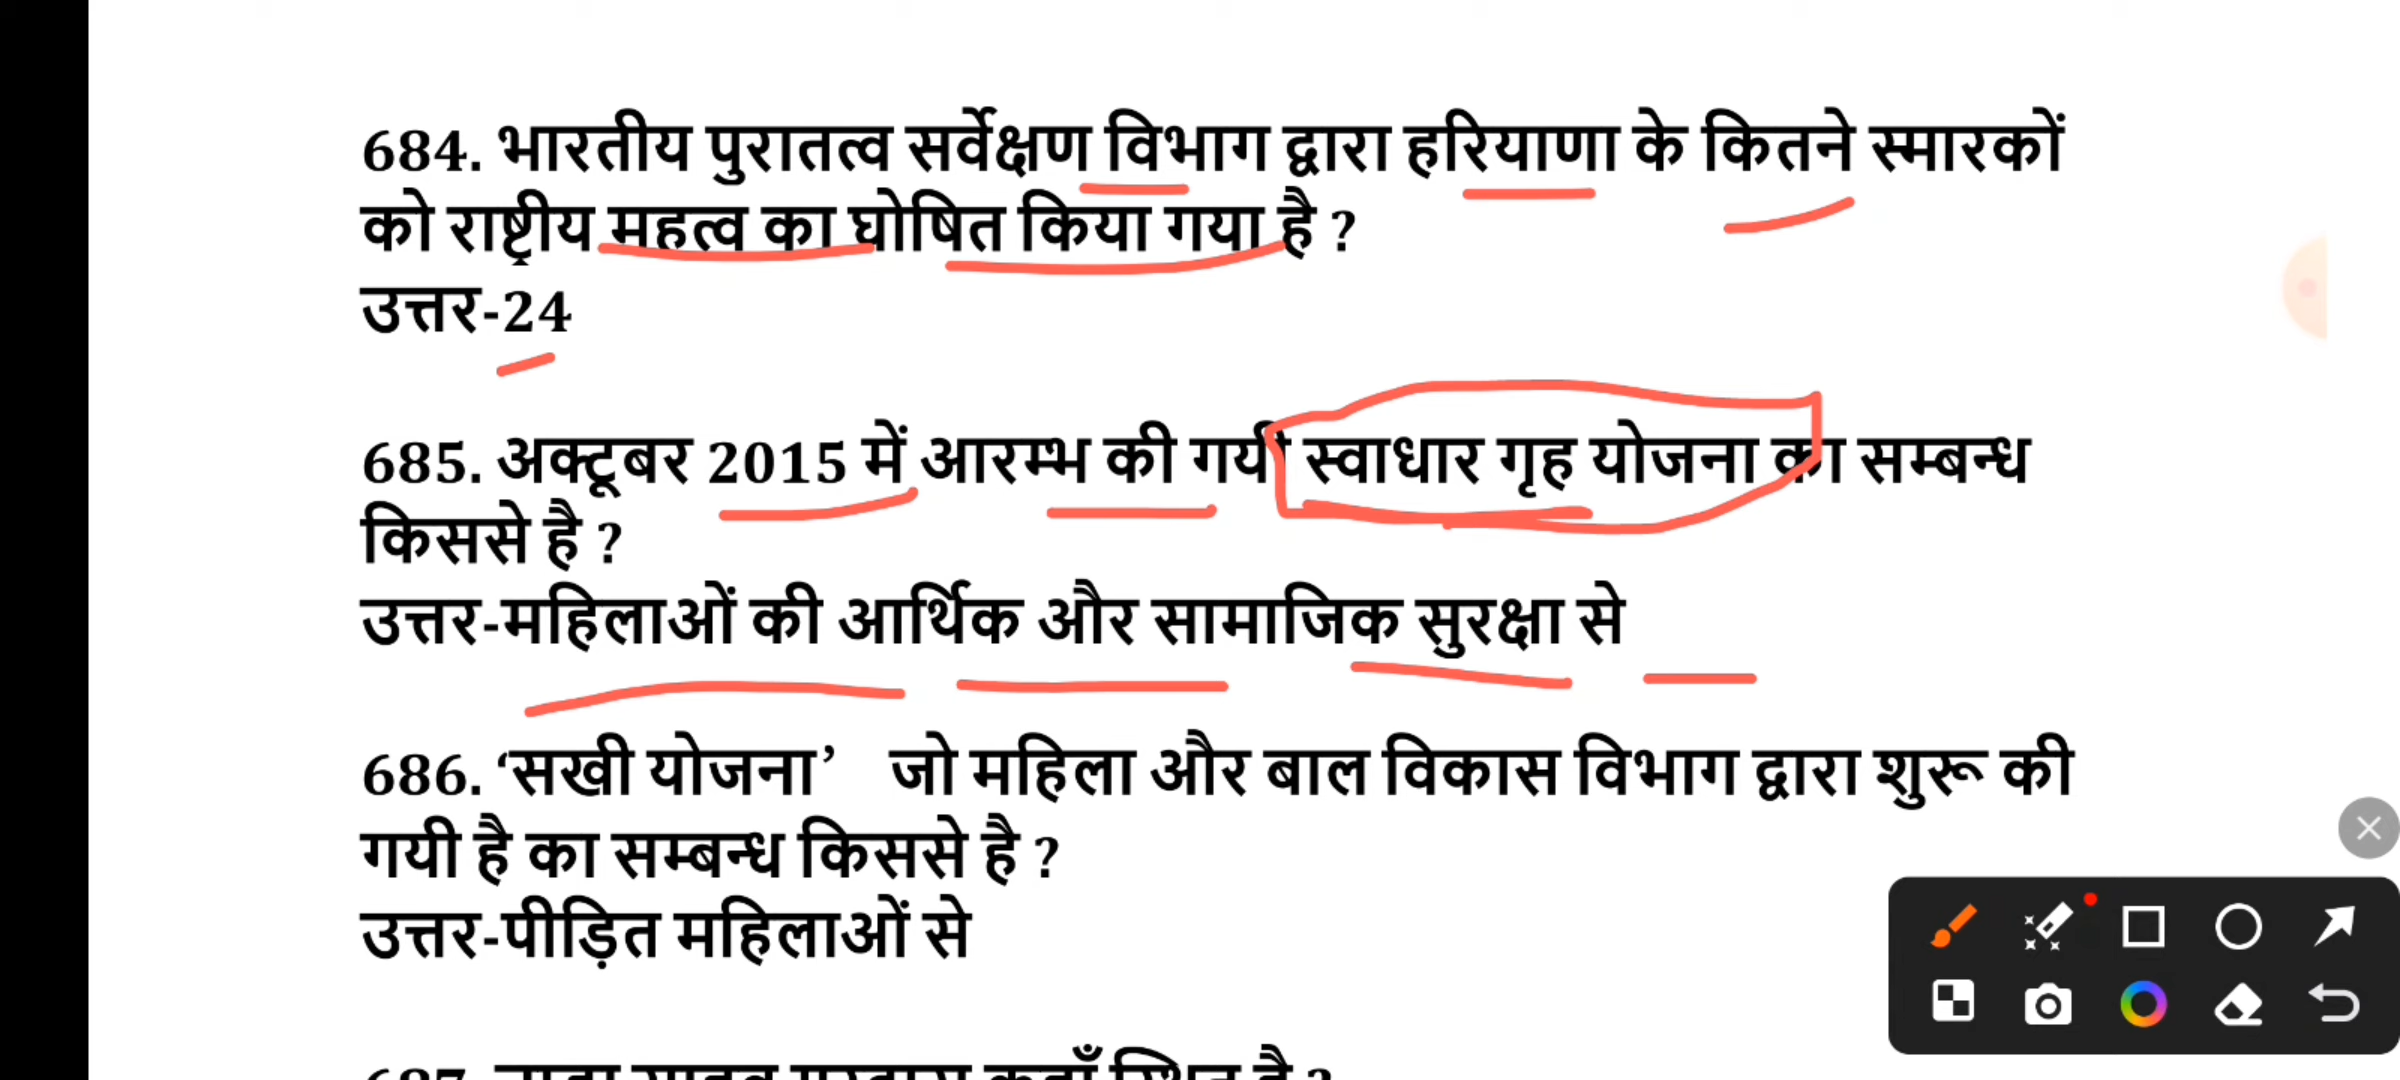 684. भारतीय पुरातत्व सर्वेक्षण विभाग द्वारा हरियाणा के कितने स्मारकों
को राष्ट्रीय महत्व का घोषित किया गया है ?
उत्तर-24
685. अक्टूबर 2015 में आरम्भ की गयी स्वाधार गृह योजना का सम्बन्ध
किससे है ?
उत्तर-महिलाओं की आर्थिक और सामाजिक सुरक्षा से
686. ‘सखी योजना’ जो महिला और बाल विकास विभाग द्वारा शुरू की
गयी है का सम्बन्ध किससे है ?
उत्तर-पीड़ित महिलाओं से
687. कहाँ स्थित है ?